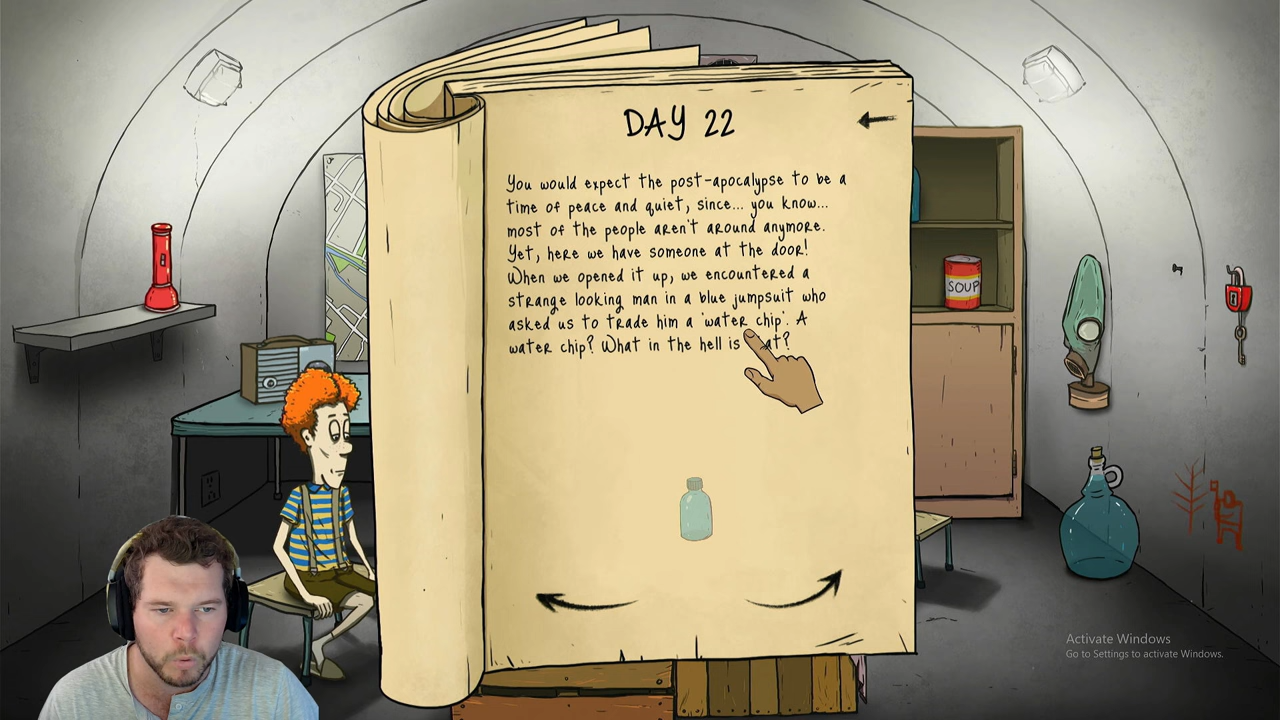 DAY 22
You would expect the post-apocalypse to be a
time of peace and quiet, since... you know...
most of the people aren't around anymore.
Yet, here we have someone at the door!
When we opened it up, we encountered a
strange looking man in a blue jumpsuit who
asked us to trade him a 'water chip'. A
water chip? What in the hell is at?
SOUP
Activate Windows
Go to Settings to activate Windows.